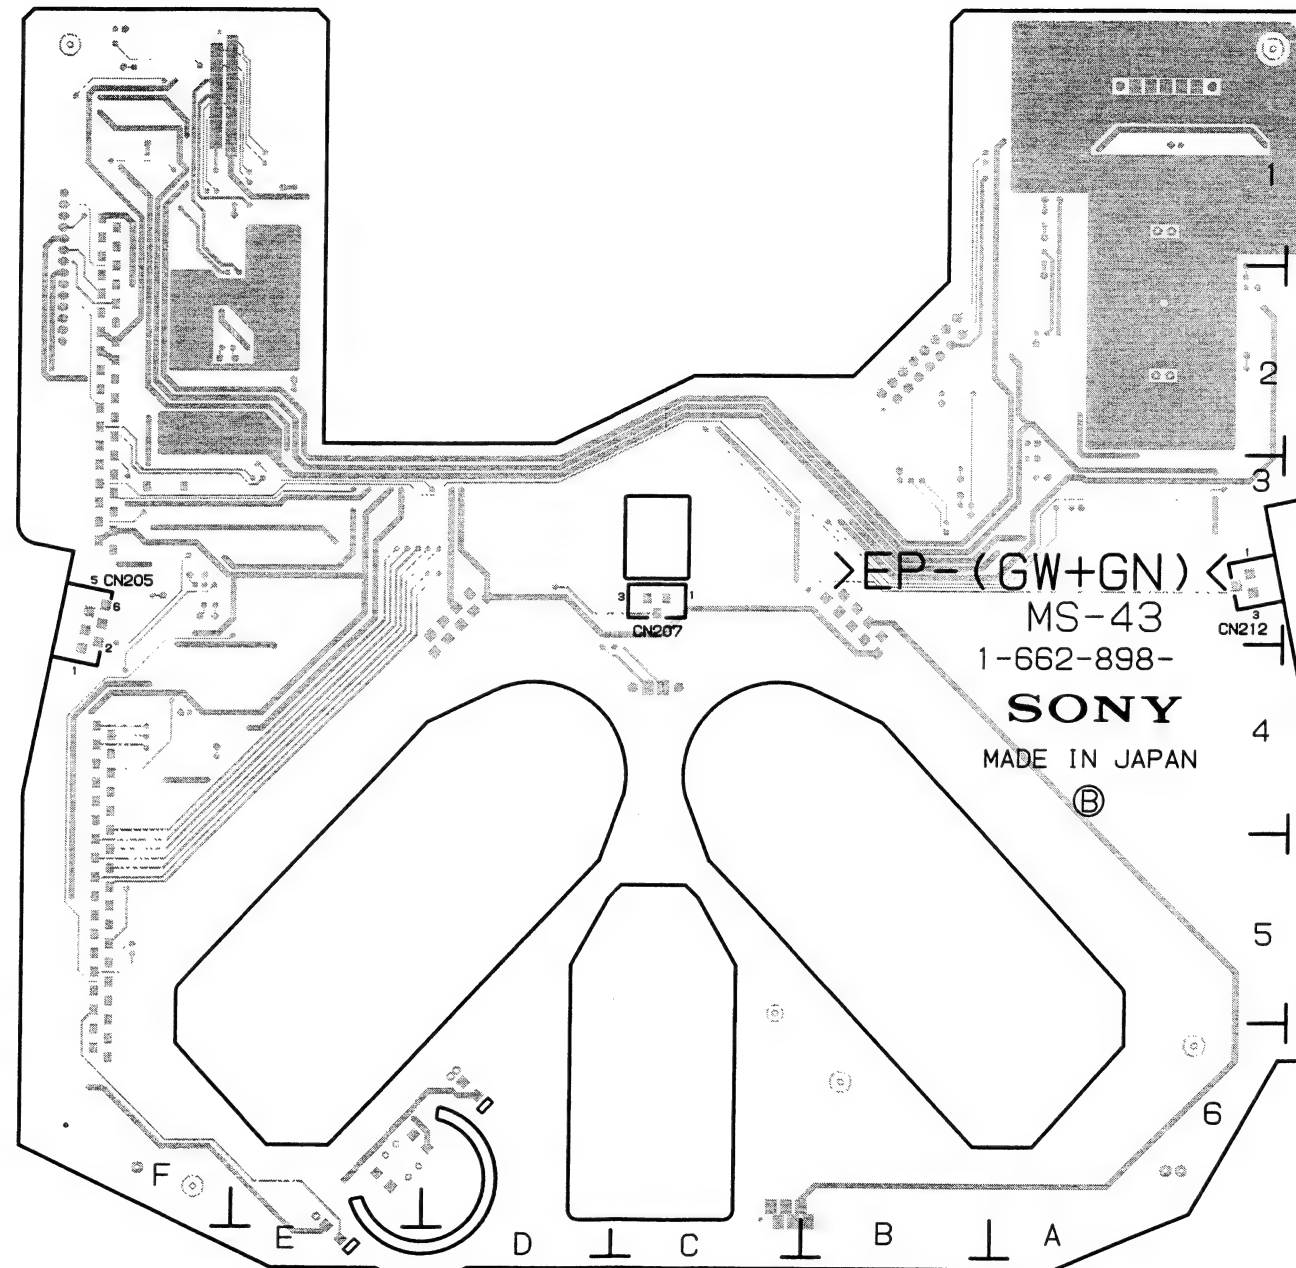 1
2
3
>EP-(GW+GN)<
MS-43
1-662-898-
SONY
MADE IN JAPAN
B
5 CN205
6
2
1
3 1
CN207
1
3
CN212
4
5
6
F
E
D
C
B
A